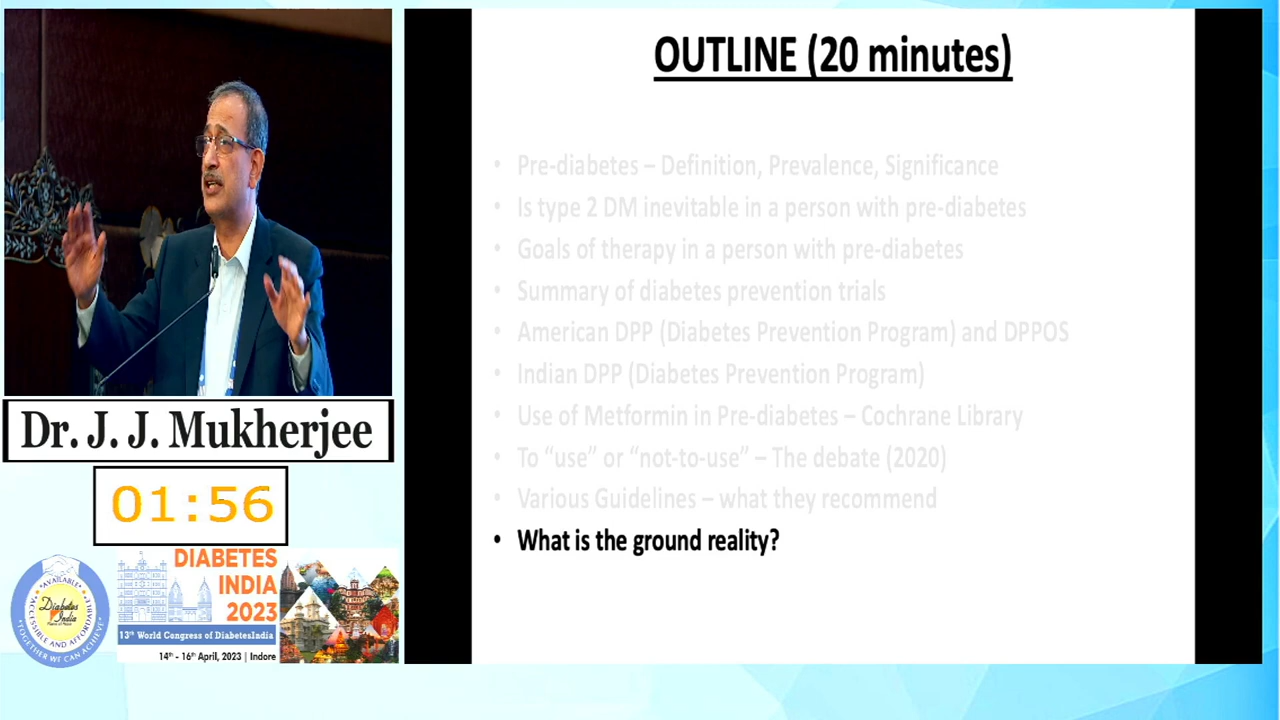 OUTLINE (20 minutes)
• Pre-diabetes – Definition, Prevalence, Significance
• Is type 2 DM inevitable in a person with pre-diabetes
• Goals of therapy in a person with pre-diabetes
• Summary of diabetes prevention trials
• American DPP (Diabetes Prevention Program) and DPPOS
• Indian DPP (Diabetes Prevention Program)
• Use of Metformin in Pre-diabetes – Cochrane Library
• To “use” or “not-to-use” – The debate (2020)
• Various Guidelines – what they recommend
• What is the ground reality?
Dr. J. J. Mukherjee
01:56
AVAILABLE
ACCESSIBLE AND AFFORDABLE
Diabetes
India
TOGETHER WE CAN ACHIEVE
DIABETES
INDIA
2023
13th World Congress of DiabetesIndia
14th - 16th April, 2023 | Indore